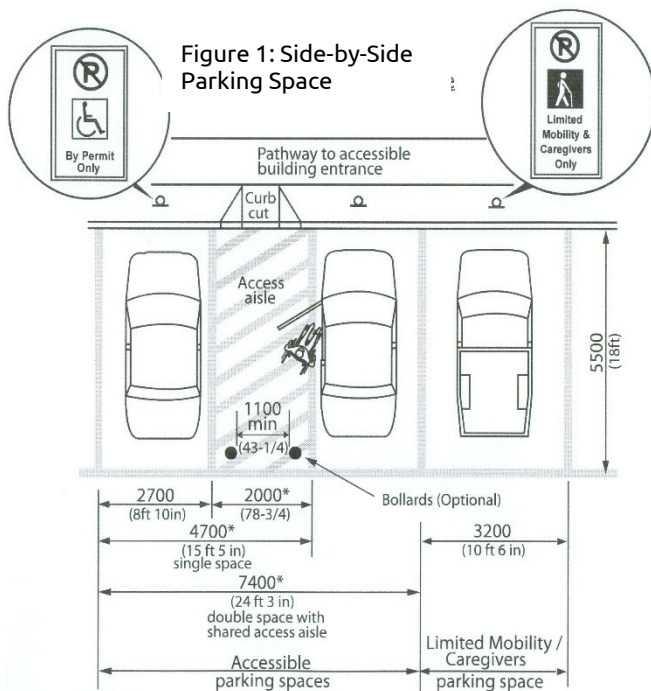 Figure 1: Side-by-Side
Parking Space
P
By Permit
Only
P
Limited
Mobility &
Caregivers
Only
Pathway to accessible
building entrance
Curb
cut
Access
aisle
5500
(18ft)
1100
min
(43-1/4)
Bollards (Optional)
2700
(8ft 10in)
2000*
(78-3/4)
4700*
(15 ft 5 in)
single space
3200
(10 ft 6 in)
7400*
(24 ft 3 in)
double space with
shared access aisle
Accessible
parking spaces
Limited Mobility /
Caregivers
parking space